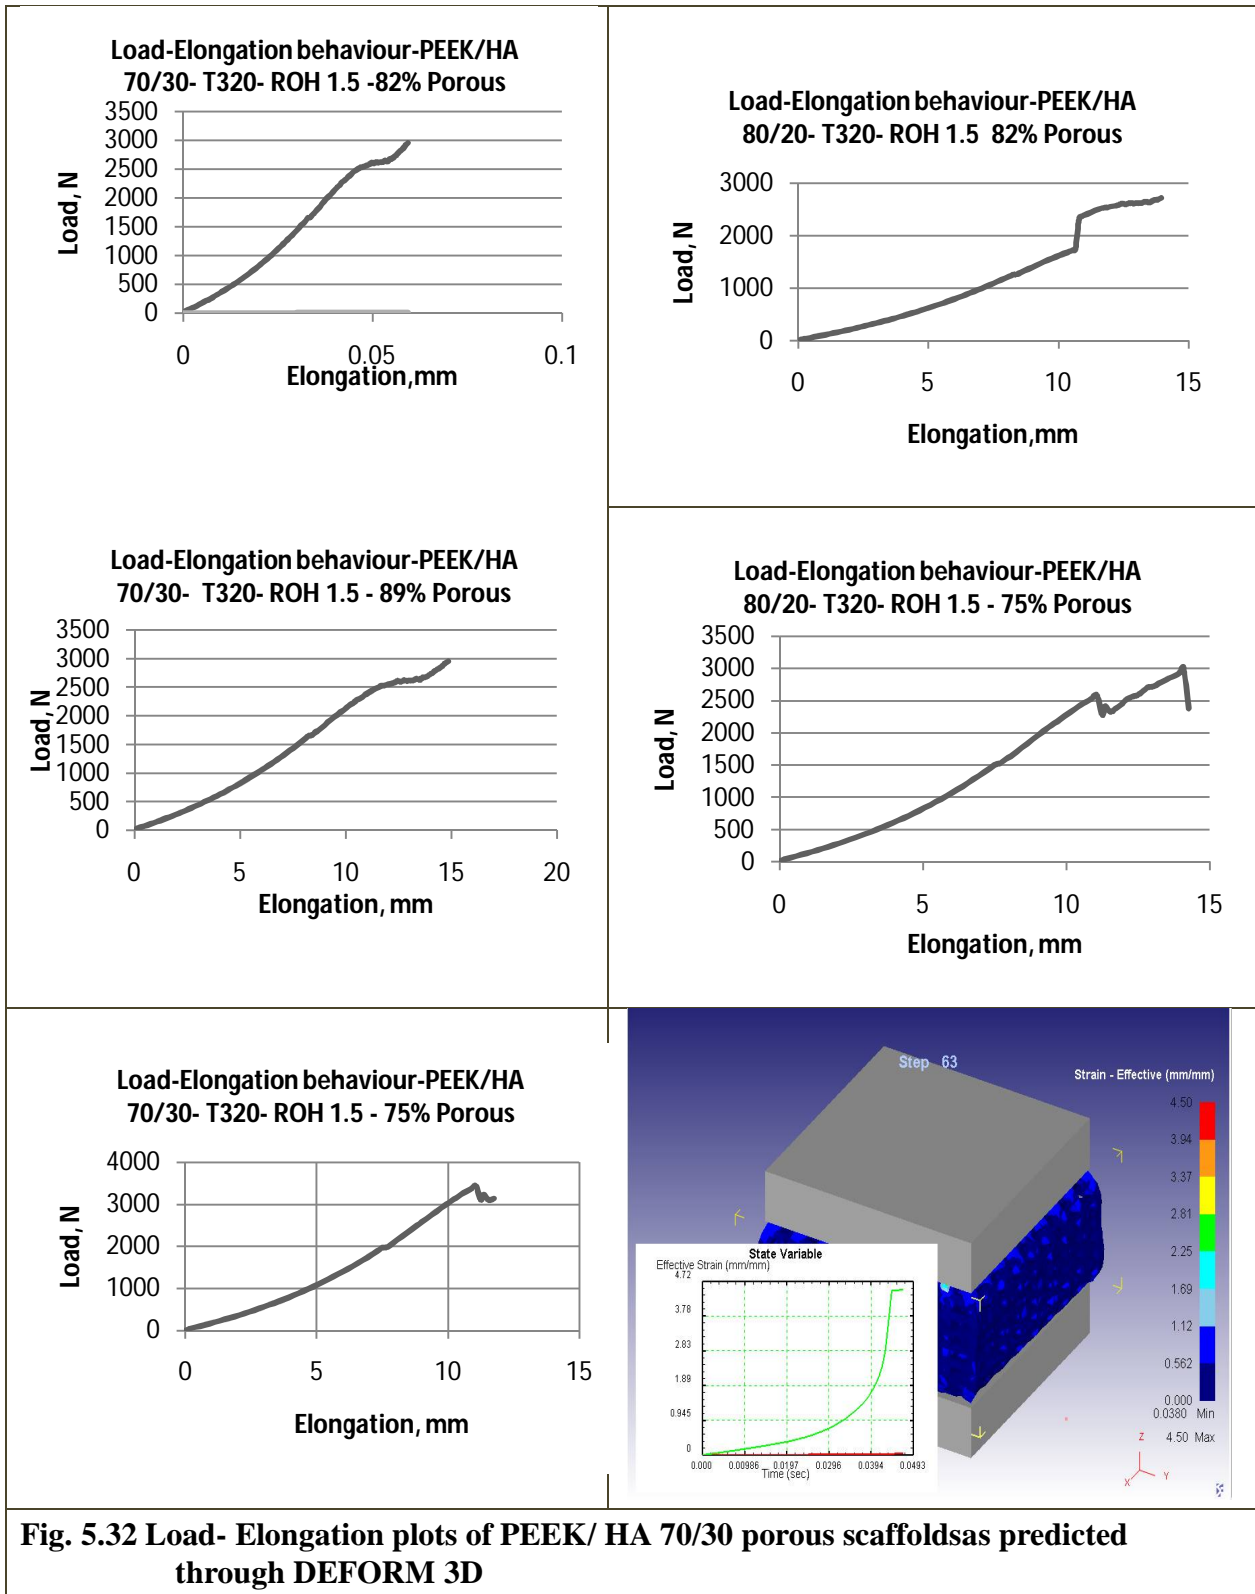 Load-Elongation behaviour-PEEK/HA
70/30- T320- ROH 1.5 -82% Porous
3500
3000
2500
2000
1500
1000
500
0
Load, N
0
0.05
0.1
Elongation,mm
Load-Elongation behaviour-PEEK/HA
80/20- T320- ROH 1.5 82% Porous
3000
2000
1000
0
Load, N
0
5
10
15
Elongation,mm
Load-Elongation behaviour-PEEK/HA
70/30- T320- ROH 1.5 - 89% Porous
3500
3000
2500
2000
1500
1000
500
0
Load, N
0
5
10
15
20
Elongation, mm
Load-Elongation behaviour-PEEK/HA
80/20- T320- ROH 1.5 - 75% Porous
3500
3000
2500
2000
1500
1000
500
0
Load, N
0
5
10
15
Elongation, mm
Load-Elongation behaviour-PEEK/HA
70/30- T320- ROH 1.5 - 75% Porous
4000
3000
2000
1000
0
Load, N
0
5
10
15
Elongation, mm
Step 63
Strain - Effective (mm/mm)
4.50
3.94
3.37
2.81
2.25
1.69
1.12
0.562
0.000
0.0380 Min
4.50 Max
Z
X
Y
State Variable
Effective Strain (mm/mm)
4.72
3.78
2.83
1.89
0.945
0
0.000
0.00986
0.0197
0.0296
0.0394
0.0493
Time (sec)
Fig. 5.32 Load- Elongation plots of PEEK/ HA 70/30 porous scaffoldsas predicted
through DEFORM 3D